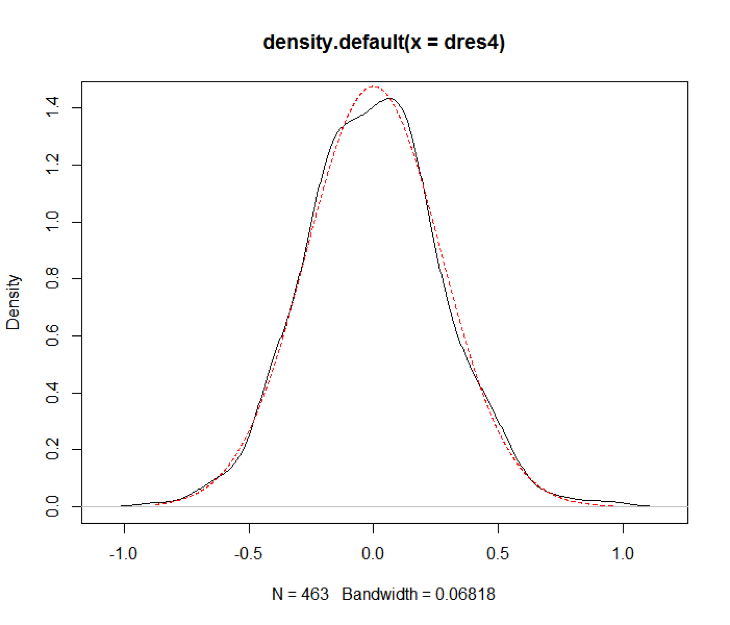 density.default(x = dres4)
Density
0.0 0.2 0.4 0.6 0.8 1.0 1.2 1.4
-1.0 -0.5 0.0 0.5 1.0
N = 463 Bandwidth = 0.06818